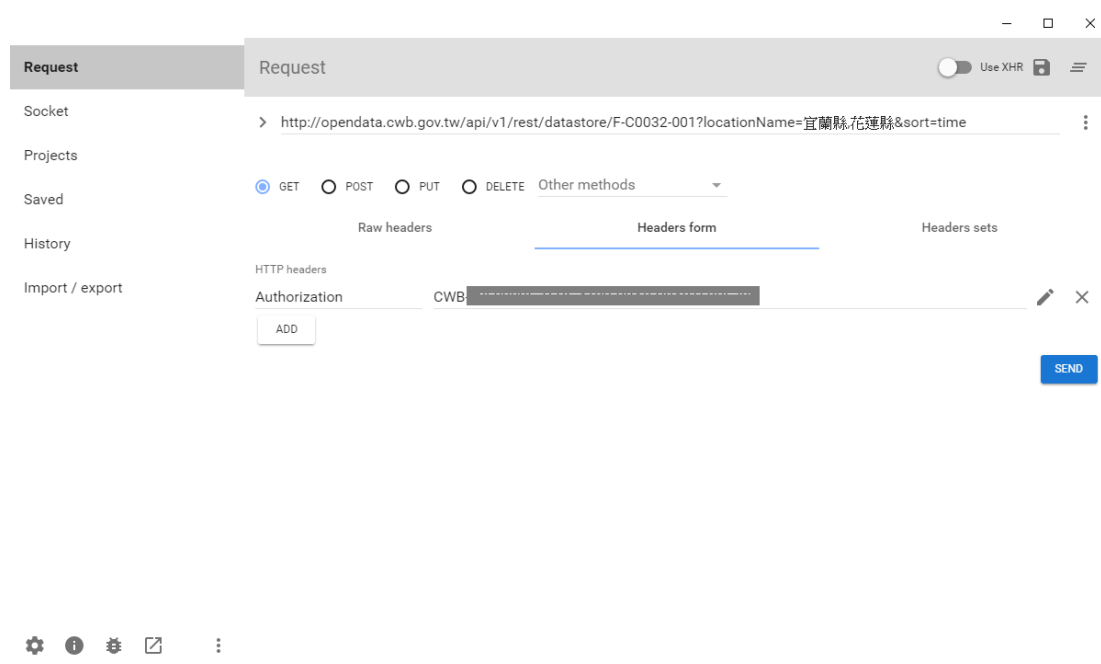 Request
Socket
Projects
Saved
History
Import / export
Request
Use XHR
http://opendata.cwb.gov.tw/api/v1/rest/datastore/F-C0032-001?locationName=宜蘭縣,花蓮縣&sort=time
GET POST PUT DELETE Other methods
Raw headers Headers form Headers sets
HTTP headers
Authorization CWB-
ADD
SEND